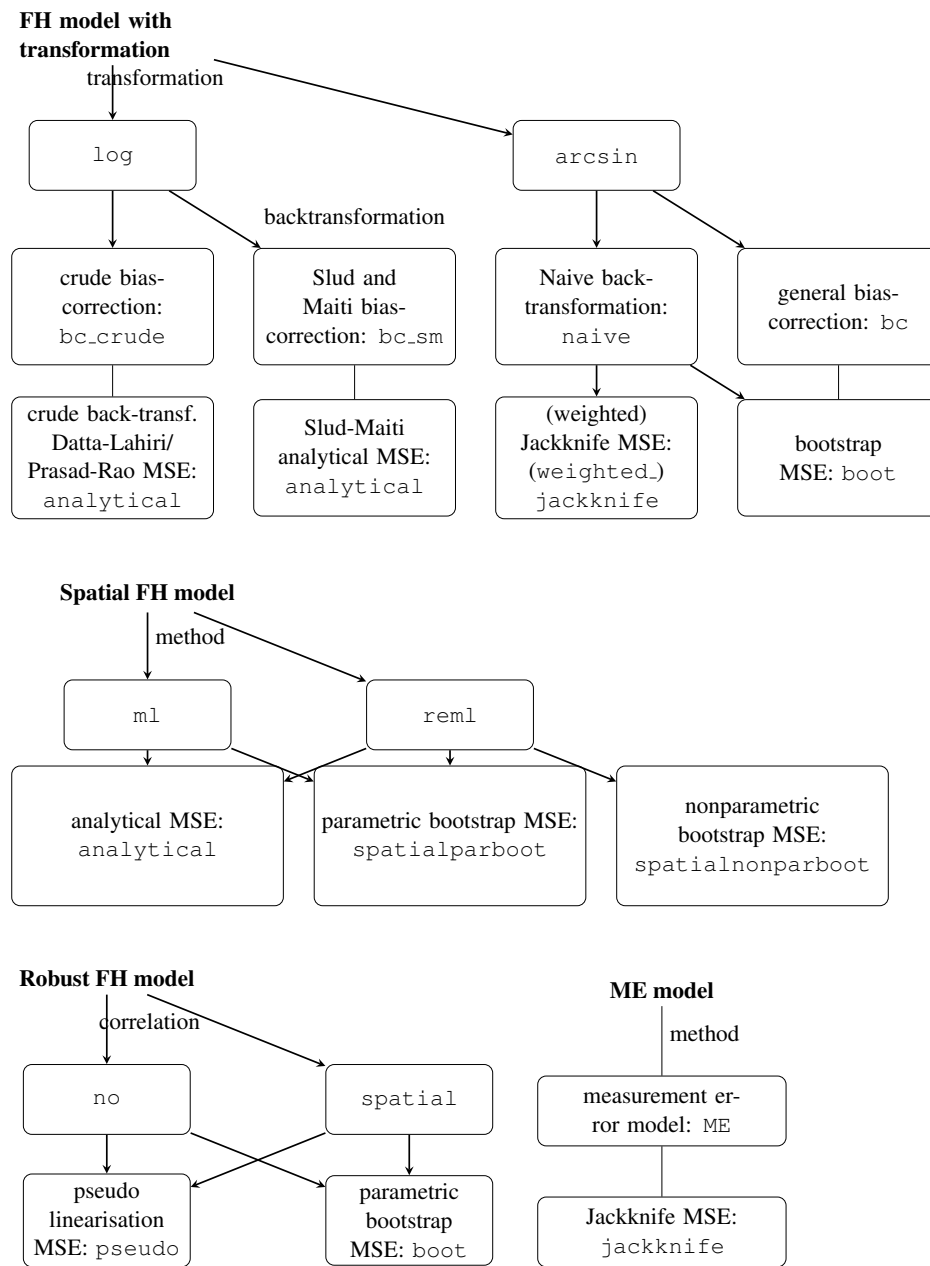 FH model with
transformation
transformation
log
arcsin
backtransformation
crude bias-
correction:
bc_crude
Slud and
Maiti bias-
correction: bc_sm
Naive back-
transformation:
naive
general bias-
correction: bc
crude back-transf.
Datta-Lahiri/
Prasad-Rao MSE:
analytical
Slud-Maiti
analytical MSE:
analytical
(weighted)
Jackknife MSE:
(weighted_)
jackknife
bootstrap
MSE: boot
Spatial FH model
method
ml
reml
analytical MSE:
analytical
parametric bootstrap MSE:
spatialparboot
nonparametric
bootstrap MSE:
spatialnonparboot
Robust FH model
correlation
no
spatial
pseudo
linearisation
MSE: pseudo
parametric
bootstrap
MSE: boot
ME model
method
measurement er-
ror model: ME
Jackknife MSE:
jackknife